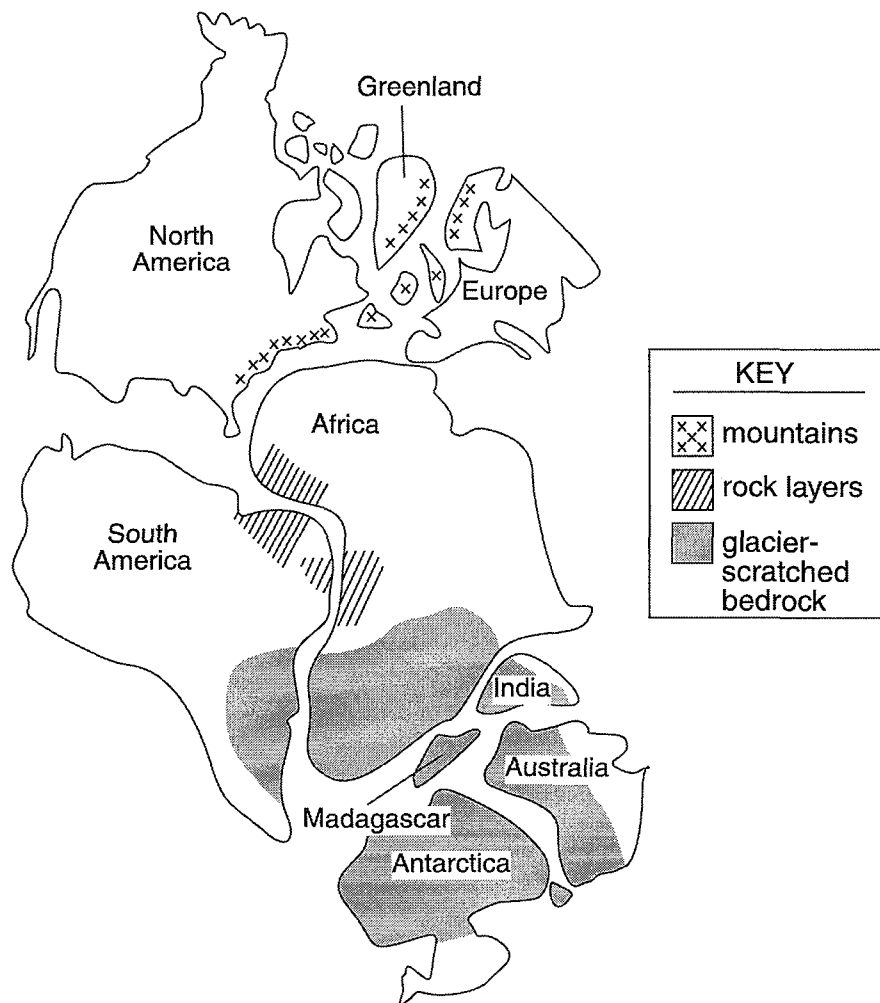 Greenland
North
America
Europe
Africa
South
America
India
Australia
Madagascar
Antarctica
KEY
mountains
rock layers
glacier-
scratched
bedrock